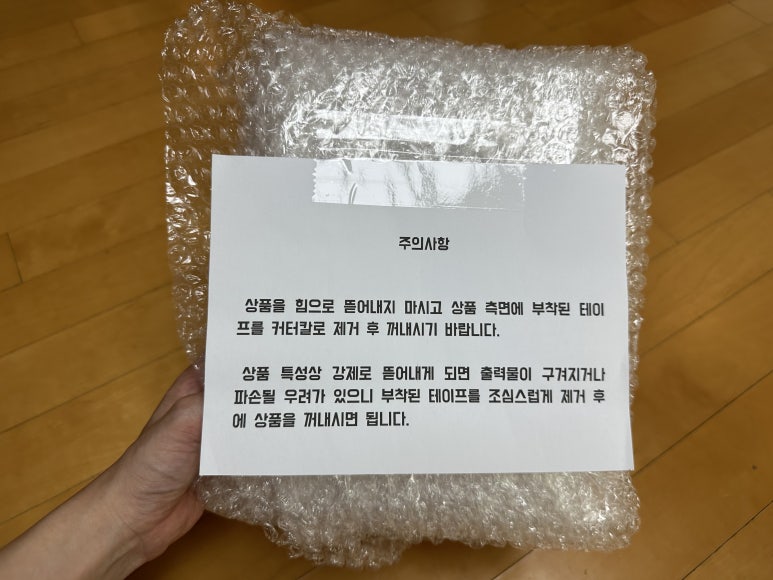 주의사항
상품을 힘으로 뜯어내지 마시고 상품 측면에 부착된 테이
프를 커터칼로 제거 후 꺼내시기 바랍니다.
상품 특성상 강제로 뜯어내게 되면 출력물이 구겨지거나
파손될 우려가 있으니 부착된 테이프를 조심스럽게 제거 후
에 상품을 꺼내시면 됩니다.